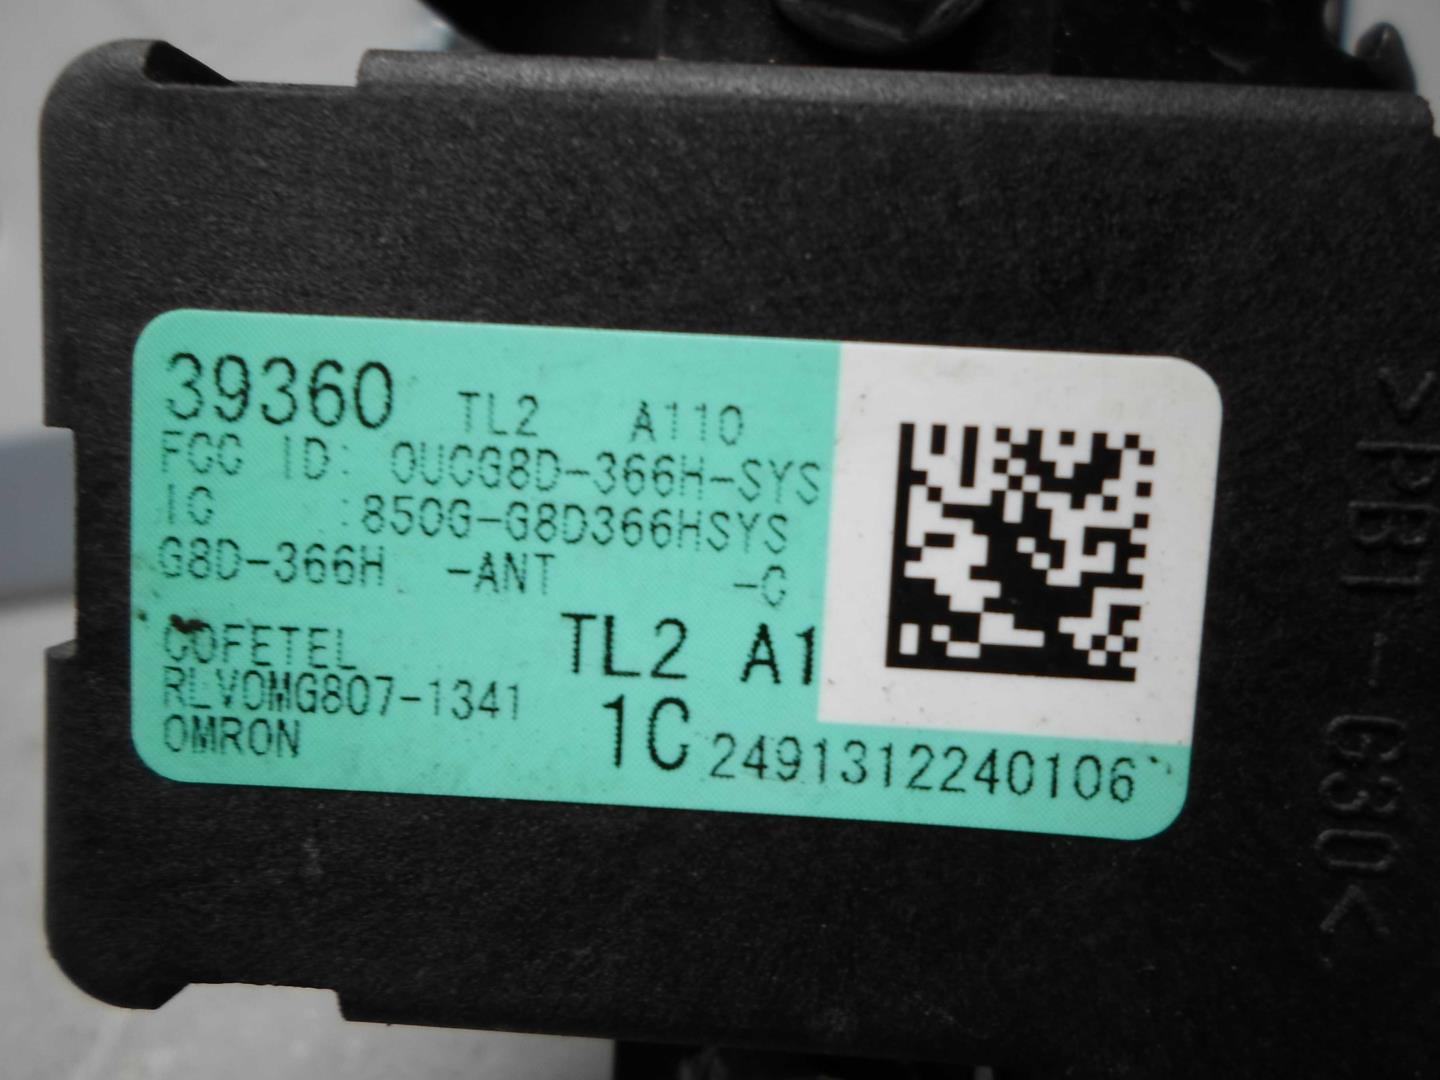 39360 TL2 A110
FCC ID: OUCG8D-366H-SYS
IC :850G-G8D366HSYS
G8D-366H -ANT -C
COFETEL TL2 A1
RLVOMG807-1341
OMRON 1C 2491312240106
>PBT-G30<